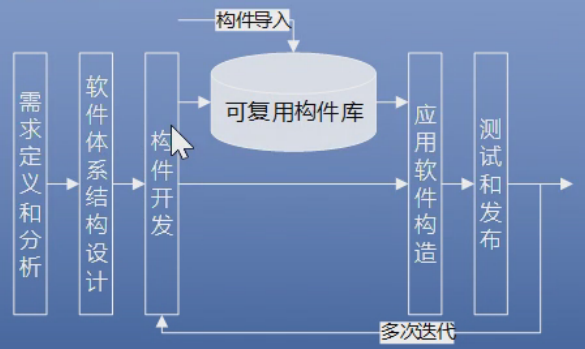 构件导入
需求定义和分析
软件体系结构设计
构件开发
可复用构件库
应用软件构造
测试和发布
多次迭代